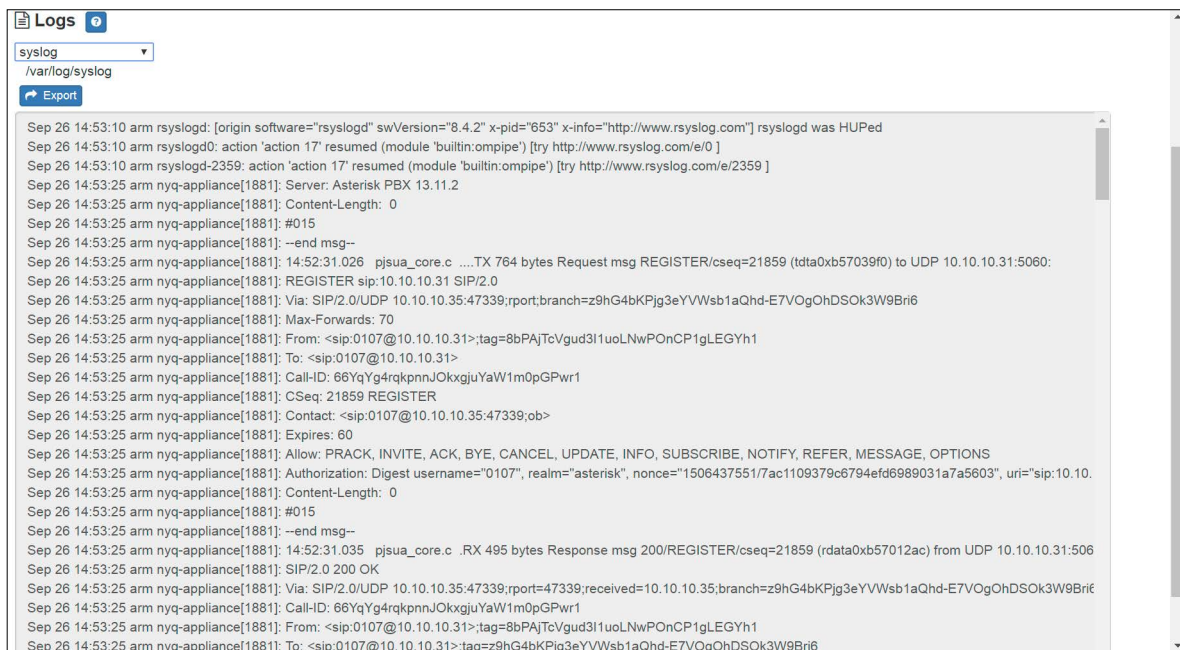 Logs ?
syslog
/var/log/syslog
Export
Sep 26 14:53:10 arm rsyslogd: [origin software="rsyslogd" swVersion="8.4.2" x-pid="653" x-info="http://www.rsyslog.com"] rsyslogd was HUPed
Sep 26 14:53:10 arm rsyslogd0: action 'action 17' resumed (module 'builtin:ompipe') [try http://www.rsyslog.com/e/0 ]
Sep 26 14:53:10 arm rsyslogd-2359: action 'action 17' resumed (module 'builtin:ompipe') [try http://www.rsyslog.com/e/2359 ]
Sep 26 14:53:25 arm nyq-appliance[1881]: Server: Asterisk PBX 13.11.2
Sep 26 14:53:25 arm nyq-appliance[1881]: Content-Length:  0
Sep 26 14:53:25 arm nyq-appliance[1881]: #015
Sep 26 14:53:25 arm nyq-appliance[1881]: --end msg--
Sep 26 14:53:25 arm nyq-appliance[1881]: 14:52:31.026   pjsua_core.c  ....TX 764 bytes Request msg REGISTER/cseq=21859 (tdta0xb57039f0) to UDP 10.10.10.31:5060:
Sep 26 14:53:25 arm nyq-appliance[1881]: REGISTER sip:10.10.10.31 SIP/2.0
Sep 26 14:53:25 arm nyq-appliance[1881]: Via: SIP/2.0/UDP 10.10.10.35:47339;rport;branch=z9hG4bKPjg3eYVWsb1aQhd-E7VOgOhDSOk3W9Bri6
Sep 26 14:53:25 arm nyq-appliance[1881]: Max-Forwards: 70
Sep 26 14:53:25 arm nyq-appliance[1881]: From: <sip:0107@10.10.10.31>;tag=8bPAjTcVgud3I1uoLNwPOnCP1gLEGYh1
Sep 26 14:53:25 arm nyq-appliance[1881]: To: <sip:0107@10.10.10.31>
Sep 26 14:53:25 arm nyq-appliance[1881]: Call-ID: 66YqYg4rqkpnnJOkxgjuYaW1m0pGPwr1
Sep 26 14:53:25 arm nyq-appliance[1881]: CSeq: 21859 REGISTER
Sep 26 14:53:25 arm nyq-appliance[1881]: Contact: <sip:0107@10.10.10.35:47339;ob>
Sep 26 14:53:25 arm nyq-appliance[1881]: Expires: 60
Sep 26 14:53:25 arm nyq-appliance[1881]: Allow: PRACK, INVITE, ACK, BYE, CANCEL, UPDATE, INFO, SUBSCRIBE, NOTIFY, REFER, MESSAGE, OPTIONS
Sep 26 14:53:25 arm nyq-appliance[1881]: Authorization: Digest username="0107", realm="asterisk", nonce="1506437551/7ac1109379c6794efd6989031a7a5603", uri="sip:10.10.
Sep 26 14:53:25 arm nyq-appliance[1881]: Content-Length:  0
Sep 26 14:53:25 arm nyq-appliance[1881]: #015
Sep 26 14:53:25 arm nyq-appliance[1881]: --end msg--
Sep 26 14:53:25 arm nyq-appliance[1881]: 14:52:31.035   pjsua_core.c  .RX 495 bytes Response msg 200/REGISTER/cseq=21859 (rdata0xb57012ac) from UDP 10.10.10.31:506
Sep 26 14:53:25 arm nyq-appliance[1881]: SIP/2.0 200 OK
Sep 26 14:53:25 arm nyq-appliance[1881]: Via: SIP/2.0/UDP 10.10.10.35:47339;rport=47339;received=10.10.10.35;branch=z9hG4bKPjg3eYVWsb1aQhd-E7VOgOhDSOk3W9Bri6
Sep 26 14:53:25 arm nyq-appliance[1881]: Call-ID: 66YqYg4rqkpnnJOkxgjuYaW1m0pGPwr1
Sep 26 14:53:25 arm nyq-appliance[1881]: From: <sip:0107@10.10.10.31>;tag=8bPAjTcVgud3I1uoLNwPOnCP1gLEGYh1
Sep 26 14:53:25 arm nyq-appliance[1881]: To: <sip:0107@10.10.10.31>;tag=z9hG4bKPjg3eYVWsb1aQhd-E7VOgOhDSOk3W9Bri6